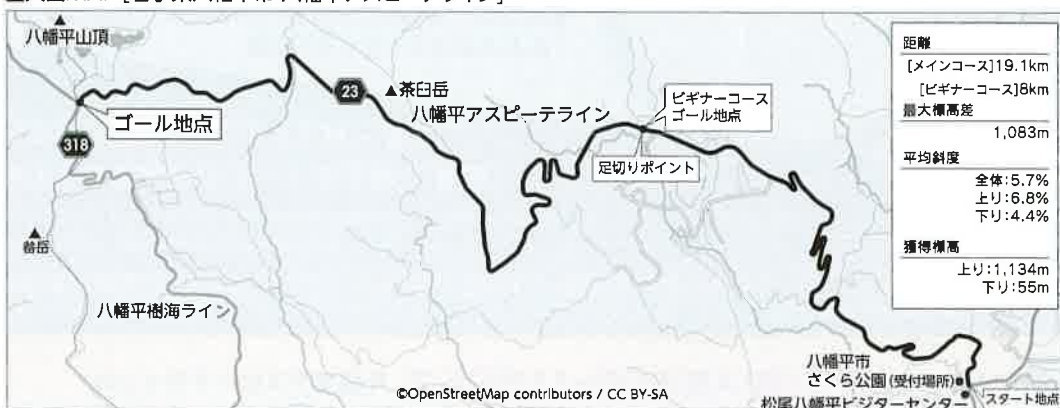 八幡平山頂
ゴール地点
318
畚岳
八幡平樹海ライン
23
茶臼岳
八幡平アスピーテライン
ビギナーコース
ゴール地点
足切りポイント
八幡平市
さくら公園(受付場所)
松尾八幡平ビジターセンター
スタート地点
©OpenStreetMap contributors / CC BY-SA
距離
[メインコース]19.1km
[ビギナーコース]8km
最大標高差
1,083m
平均斜度
全体:5.7%
上り:6.8%
下り:4.4%
獲得標高
上り:1,134m
下り:55m